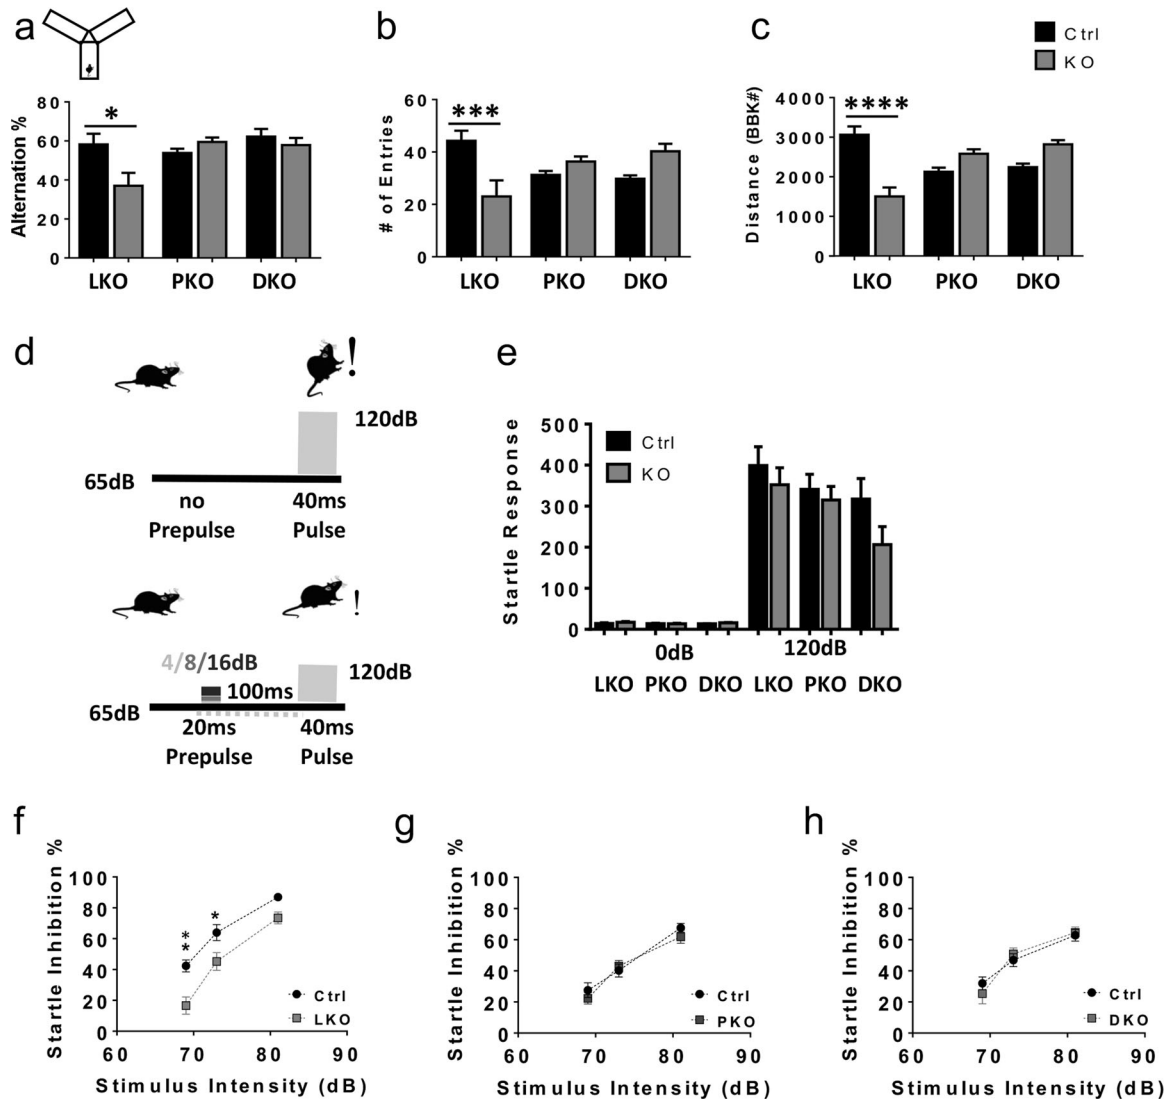 a
b
c
Ctrl
KO
Alternation %
80
60
40
20
0
*
LKO
PKO
DKO
# of Entries
60
40
20
0
***
LKO
PKO
DKO
Distance (BBK#)
4000
3000
2000
1000
0
****
LKO
PKO
DKO
d
!
120dB
65dB
no
Prepulse
40ms
Pulse
!
4/8/16dB
120dB
100ms
65dB
20ms
Prepulse
40ms
Pulse
e
Startle Response
500
400
300
200
100
0
Ctrl
KO
0dB
120dB
LKO PKO DKO LKO PKO DKO
f
Startle Inhibition %
100
80
60
40
20
0
**
*
Ctrl
LKO
60 70 80 90
Stimulus Intensity (dB)
g
Startle Inhibition %
100
80
60
40
20
0
Ctrl
PKO
60 70 80 90
Stimulus Intensity (dB)
h
Startle Inhibition %
100
80
60
40
20
0
Ctrl
DKO
60 70 80 90
Stimulus Intensity (dB)